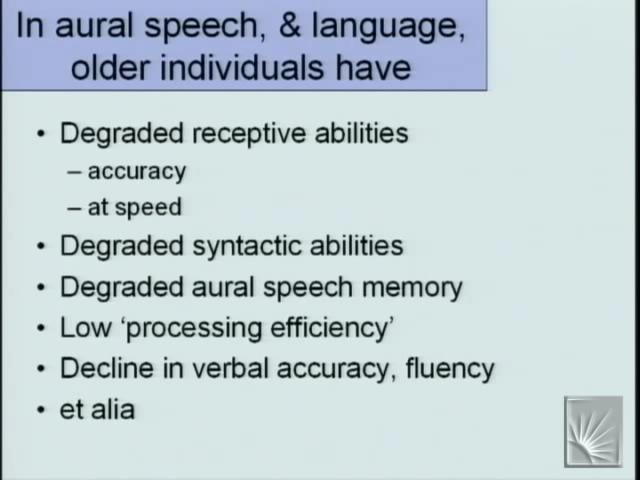 In aural speech, & language,
older individuals have
• Degraded receptive abilities
– accuracy
– at speed
• Degraded syntactic abilities
• Degraded aural speech memory
• Low ‘processing efficiency’
• Decline in verbal accuracy, fluency
• et alia